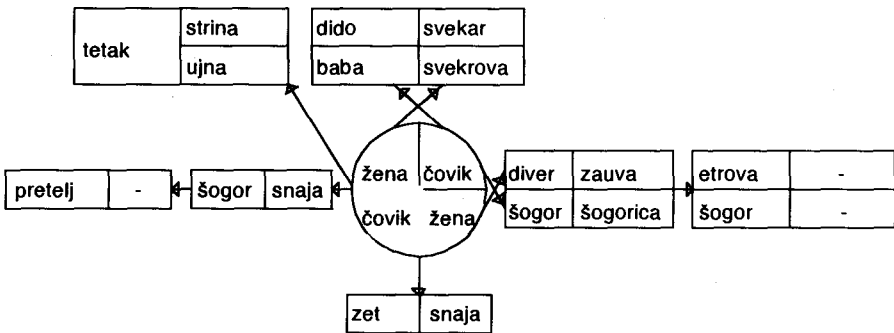 tetak strina
ujna
dido svekar
baba svekrova
pretelj -
šogor snaja
žena čovik
čovik žena
diver zauva
šogor šogorica
etrova -
šogor -
zet snaja